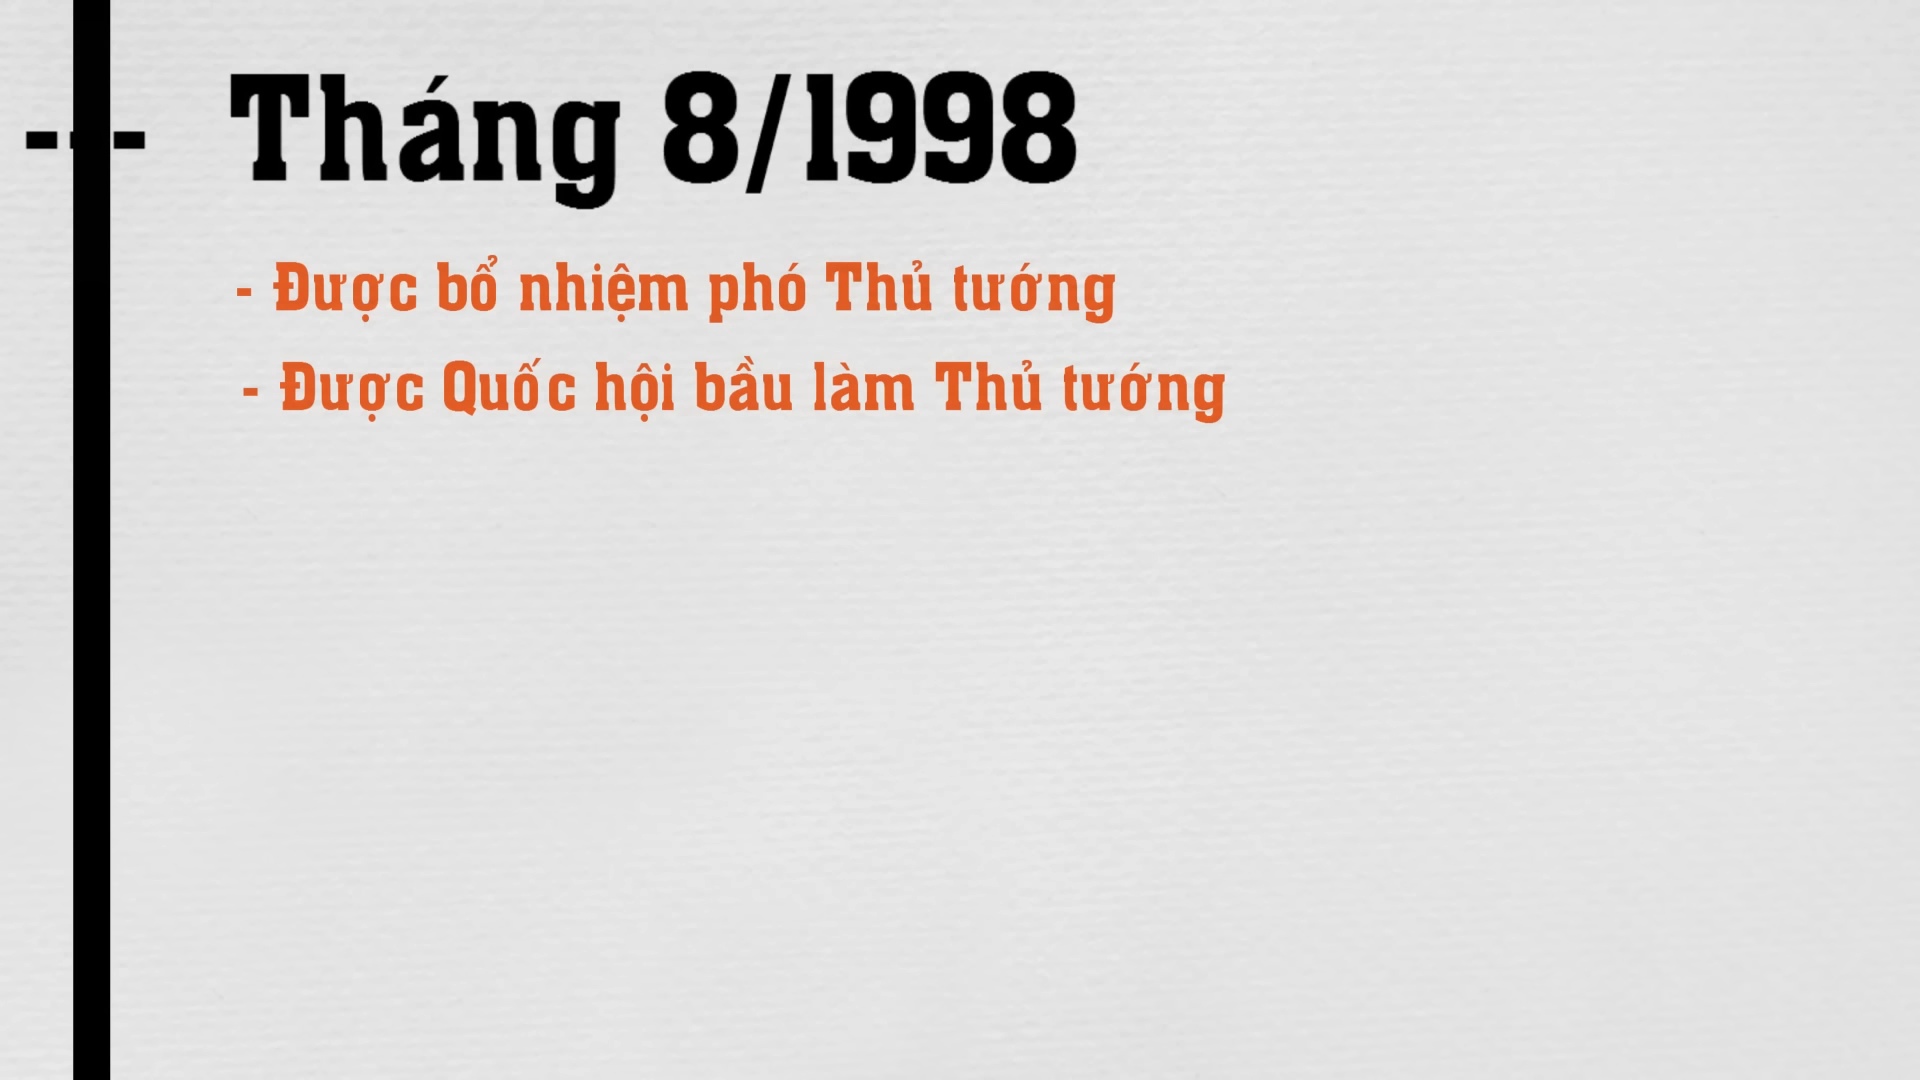 --- Tháng 8/1998
- Được bổ nhiệm phó Thủ tướng
- Được Quốc hội bầu làm Thủ tướng